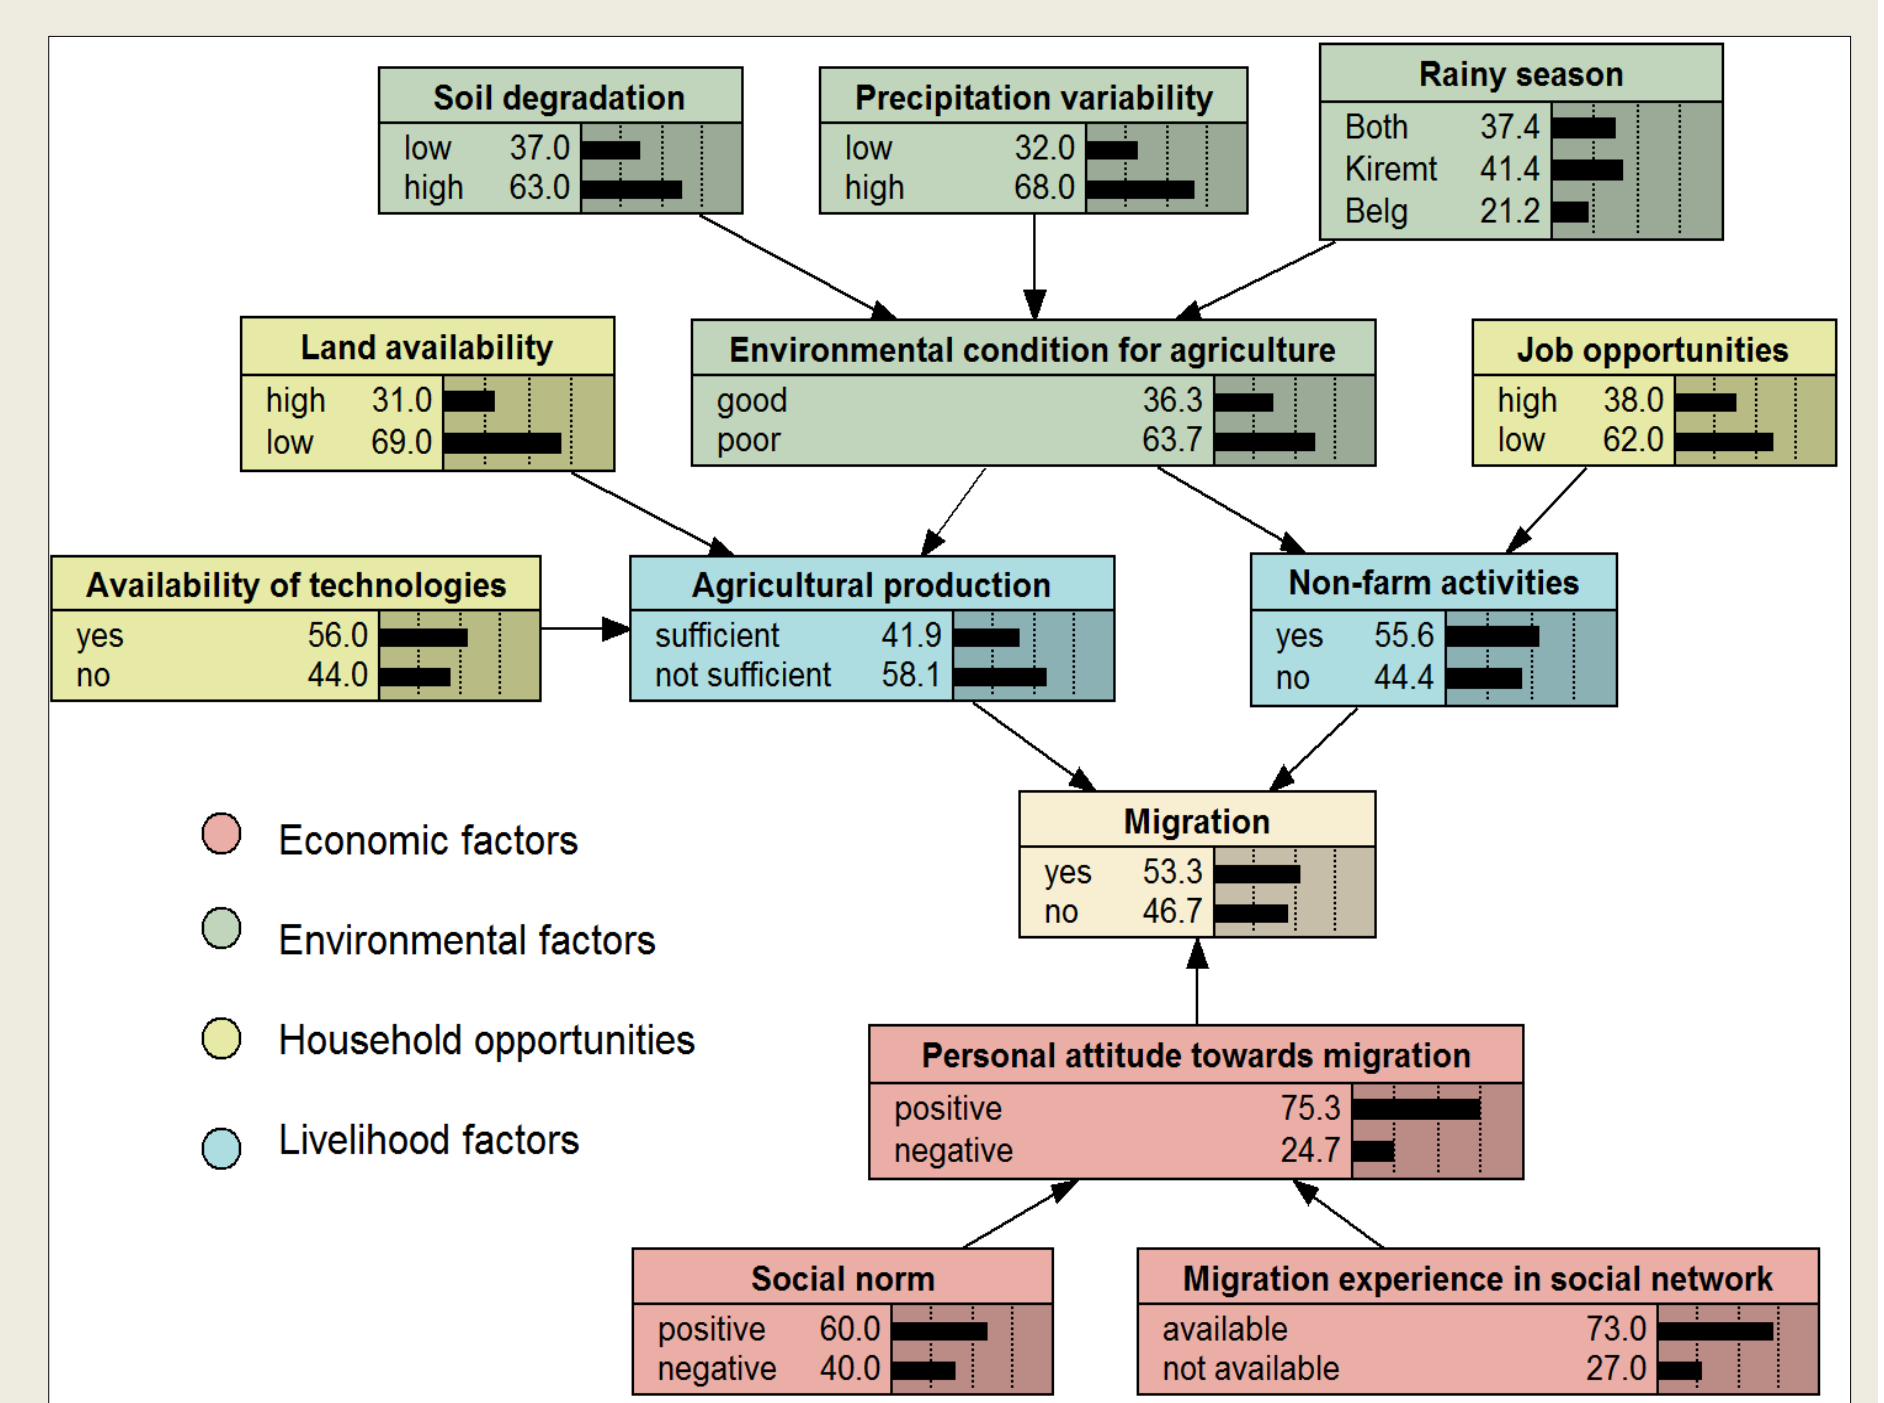 Soil degradation
low 37.0
high 63.0
Precipitation variability
low 32.0
high 68.0
Rainy season
Both 37.4
Kiremt 41.4
Belg 21.2
Land availability
high 31.0
low 69.0
Environmental condition for agriculture
good 36.3
poor 63.7
Job opportunities
high 38.0
low 62.0
Availability of technologies
yes 56.0
no 44.0
Agricultural production
sufficient 41.9
not sufficient 58.1
Non-farm activities
yes 55.6
no 44.4
Migration
yes 53.3
no 46.7
Economic factors
Environmental factors
Household opportunities
Livelihood factors
Personal attitude towards migration
positive 75.3
negative 24.7
Social norm
positive 60.0
negative 40.0
Migration experience in social network
available 73.0
not available 27.0